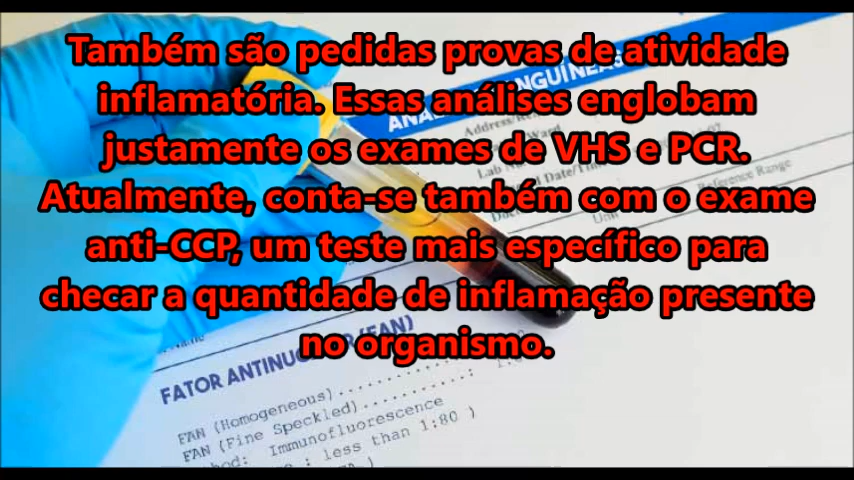 Também são pedidas provas de atividade
inflamatória. Essas análises englobam
justamente os exames de VHS e PCR.
Atualmente, conta-se também com o exame
anti-CCP, um teste mais específico para
checar a quantidade de inflamação presente
no organismo.
Reference Range
Unit
FATOR ANTINU (FAN)
FAN (Homogeneous)
FAN (Fine Speckled)
: Immunofluorescence
: less than 1:80 )